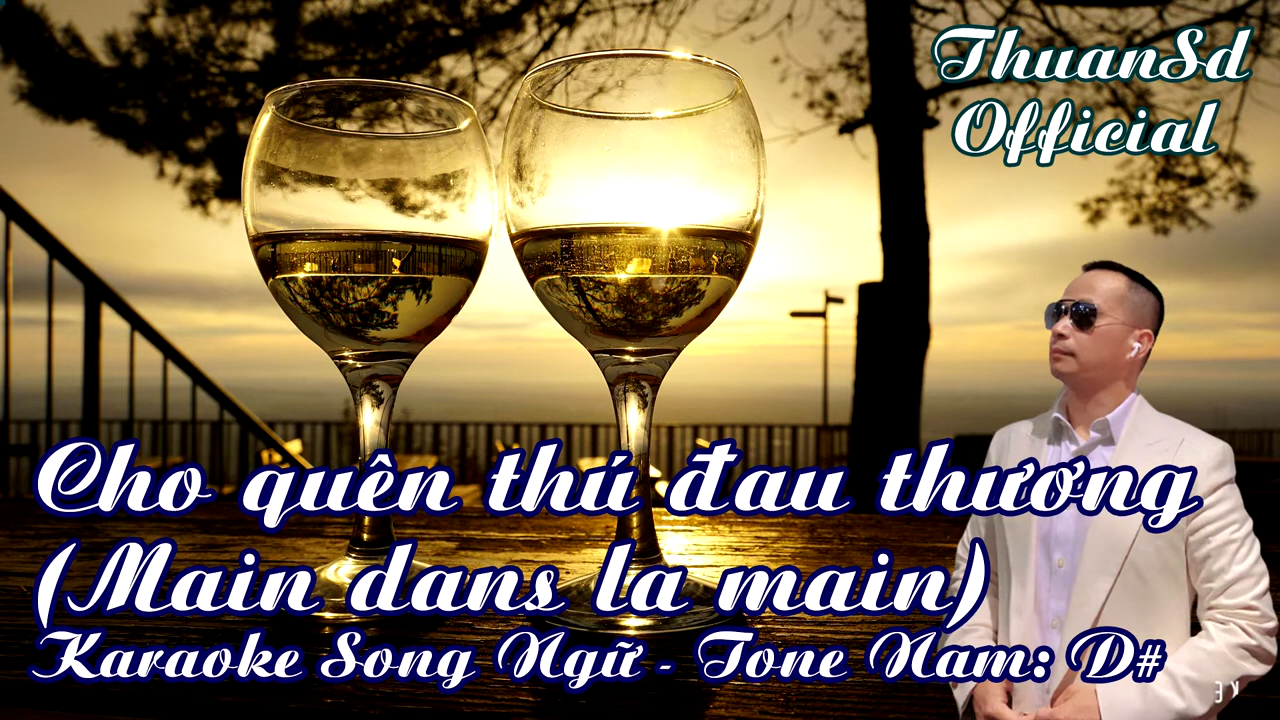 ThuanSd
Official
Cho quên thú đau thương
(Main dans la main)
Karaoke Song Ngữ - Tone Nam: D#